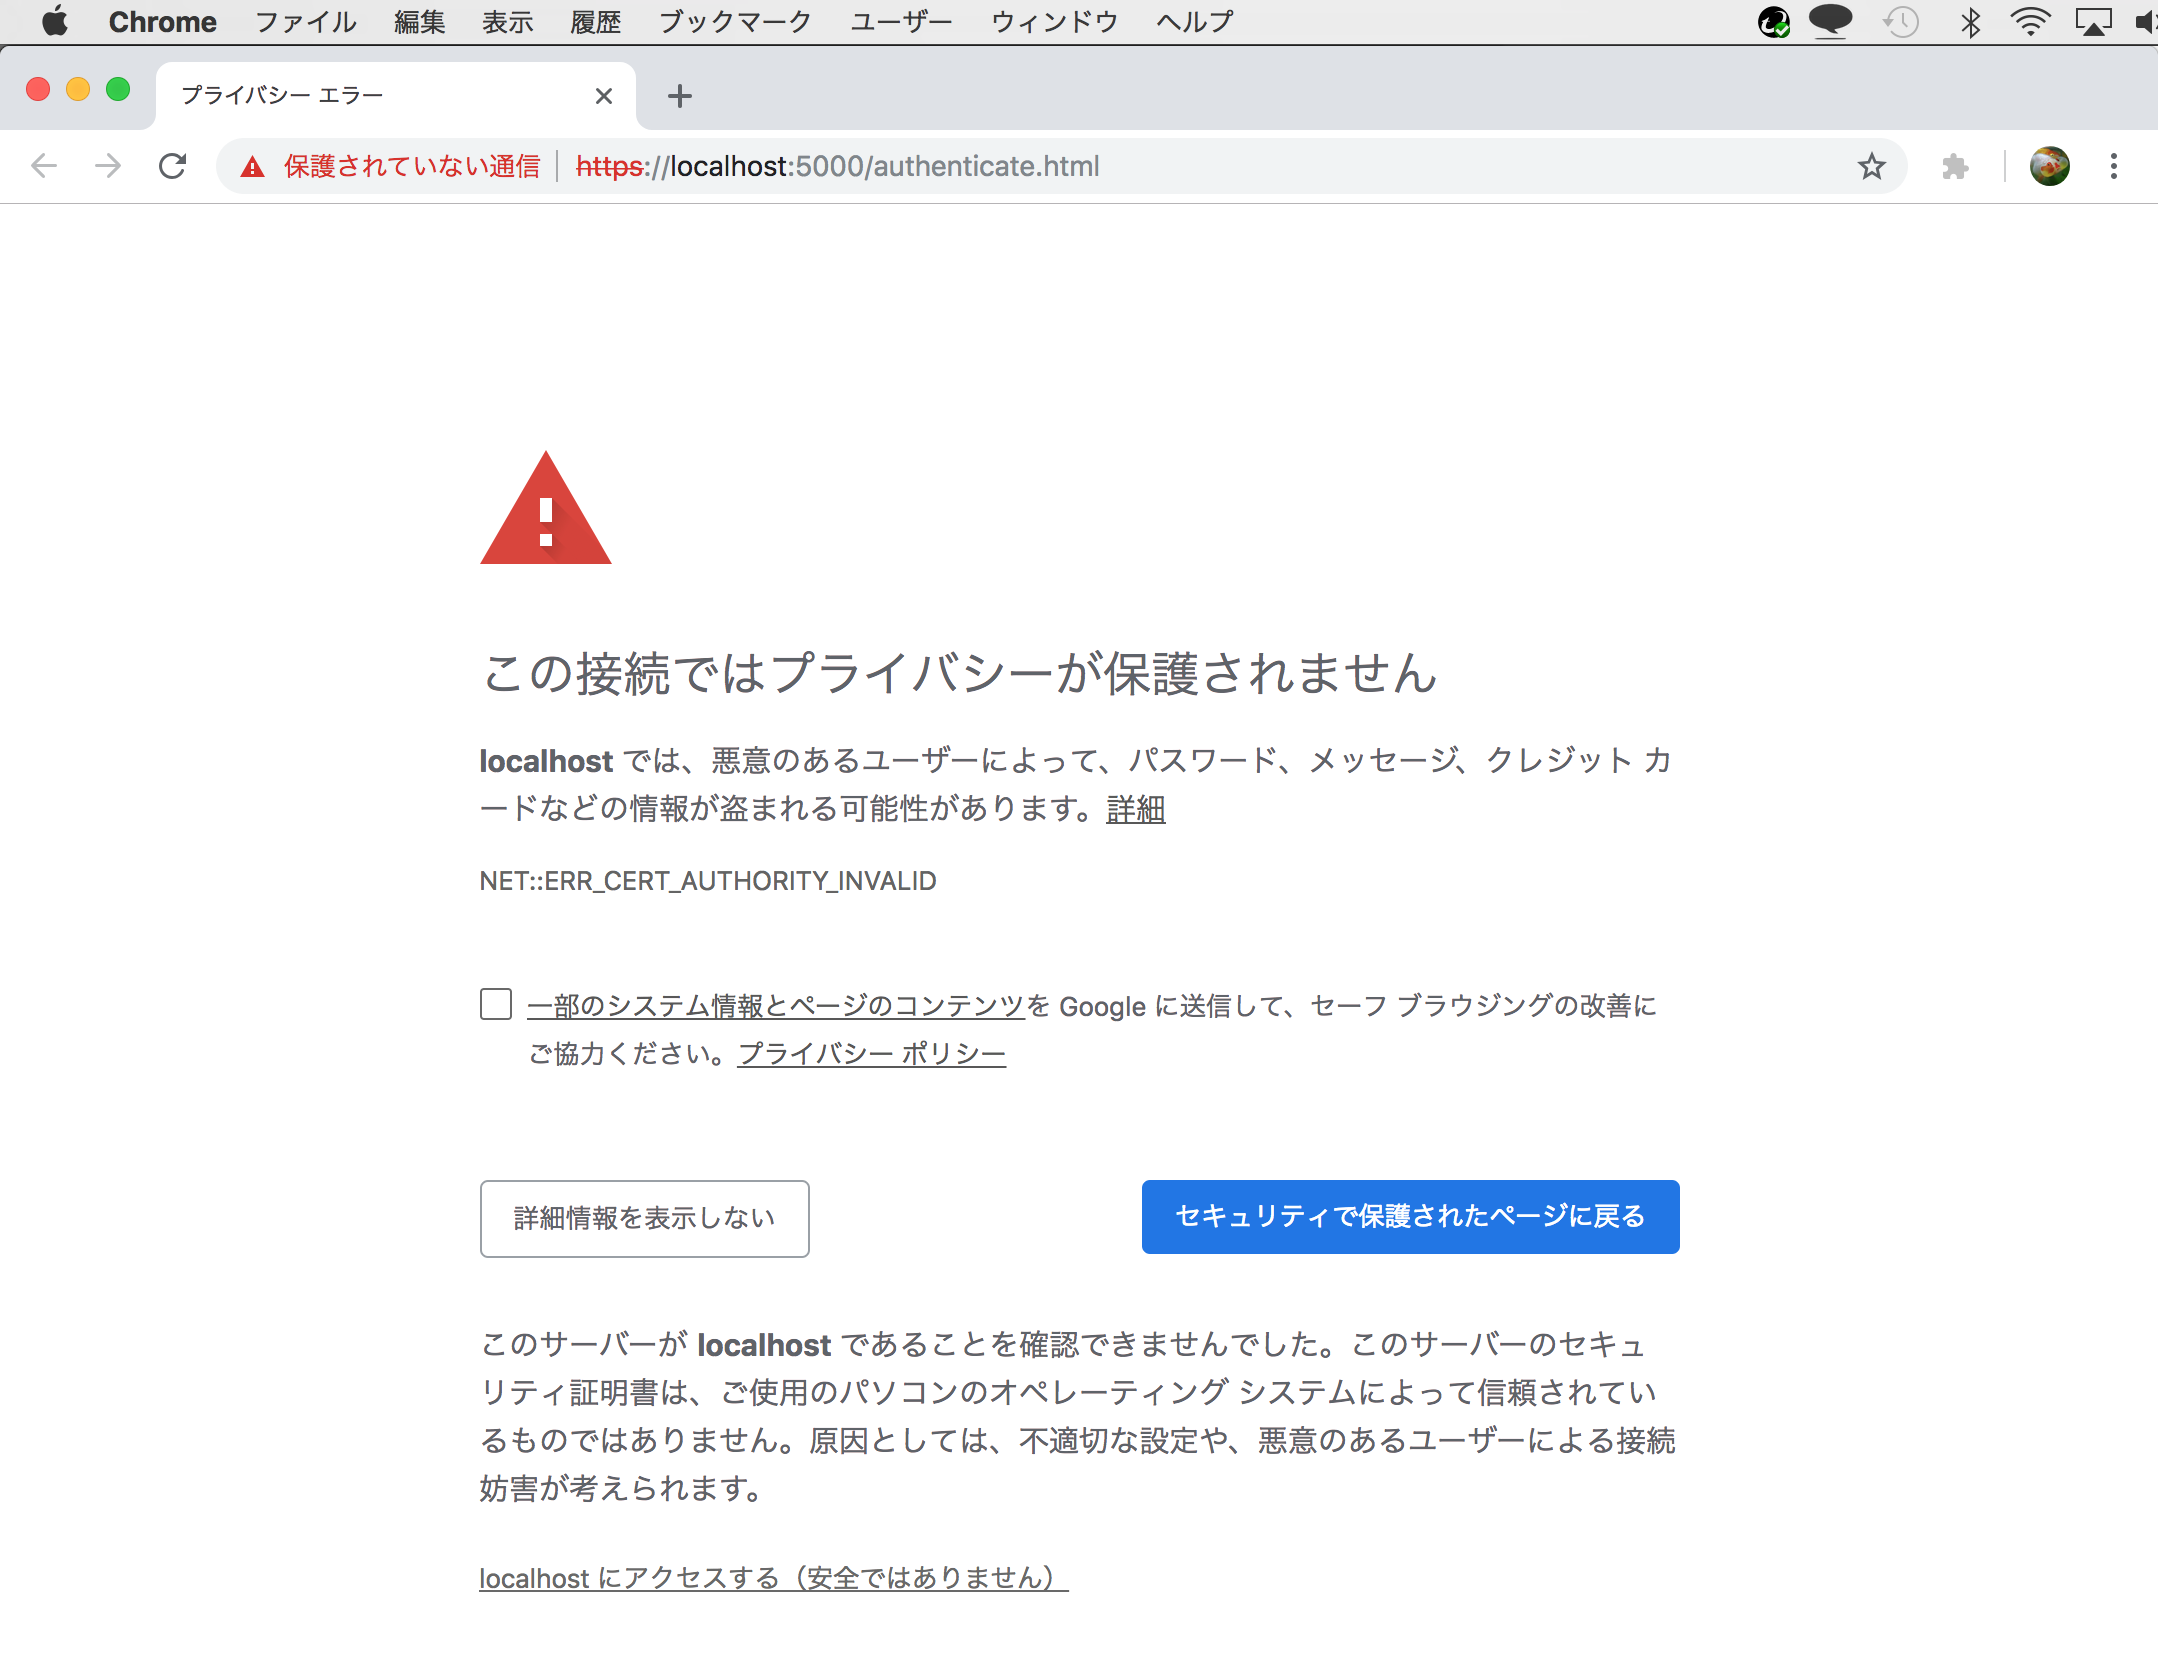 Chrome ファイル 編集 表示 履歴 ブックマーク ユーザー ウィンドウ ヘルプ
プライバシー エラー
保護されていない通信 https://localhost:5000/authenticate.html
この接続ではプライバシーが保護されません
localhost では、悪意のあるユーザーによって、パスワード、メッセージ、クレジット カ
ードなどの情報が盗まれる可能性があります。詳細
NET::ERR_CERT_AUTHORITY_INVALID
一部のシステム情報とページのコンテンツを Google に送信して、セーフ ブラウジングの改善に
ご協力ください。プライバシー ポリシー
詳細情報を表示しない
セキュリティで保護されたページに戻る
このサーバーが localhost であることを確認できませんでした。このサーバーのセキュ
リティ証明書は、ご使用のパソコンのオペレーティング システムによって信頼されてい
るものではありません。原因としては、不適切な設定や、悪意のあるユーザーによる接続
妨害が考えられます。
localhost にアクセスする（安全ではありません）